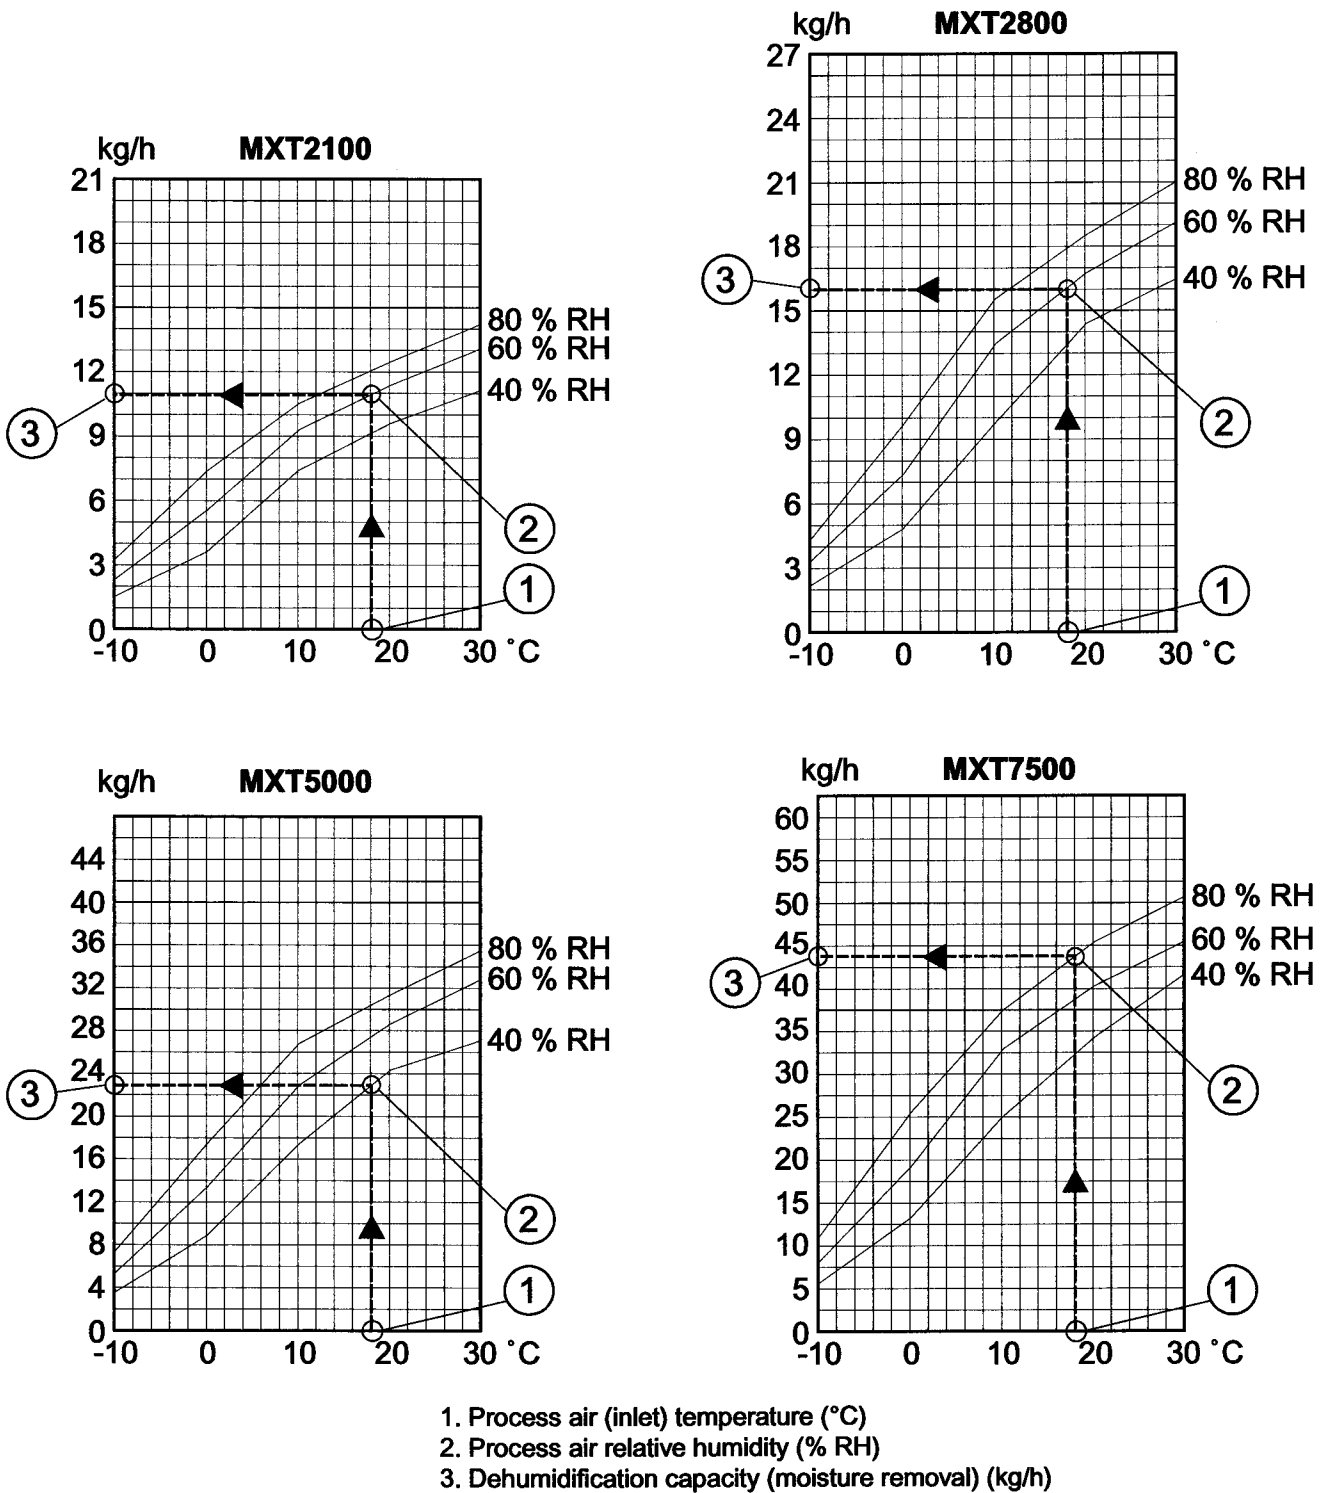 kg/h MXT2100
21
18
15
12
9
6
3
0
-10 0 10 20 30 °C
80 % RH
60 % RH
40 % RH
3
2
1
kg/h MXT2800
27
24
21
18
15
12
9
6
3
0
-10 0 10 20 30 °C
80 % RH
60 % RH
40 % RH
3
2
1
kg/h MXT5000
44
40
36
32
28
24
20
16
12
8
4
0
-10 0 10 20 30 °C
80 % RH
60 % RH
40 % RH
3
2
1
kg/h MXT7500
60
55
50
45
40
35
30
25
20
15
10
5
0
-10 0 10 20 30 °C
80 % RH
60 % RH
40 % RH
3
2
1
1. Process air (inlet) temperature (°C)
2. Process air relative humidity (% RH)
3. Dehumidification capacity (moisture removal) (kg/h)